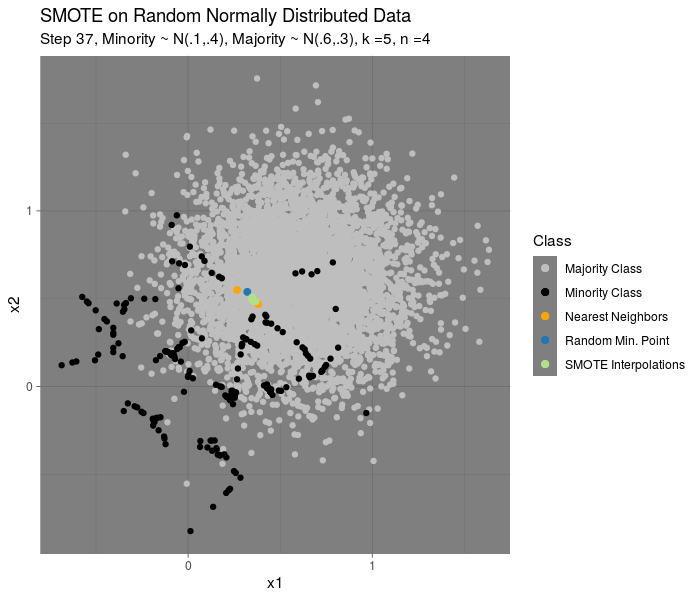 SMOTE on Random Normally Distributed Data
Step 37, Minority ~ N(.1,.4), Majority ~ N(.6,.3), k =5, n =4
x2
1
0
0
1
x1
Class
Majority Class
Minority Class
Nearest Neighbors
Random Min. Point
SMOTE Interpolations